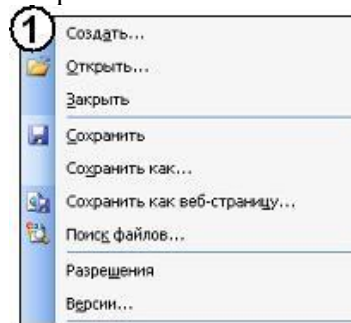 1
Создать...
Открыть...
Закрыть
Сохранить
Сохранить как...
Сохранить как веб-страницу...
Поиск файлов...
Разрешения
Версии...